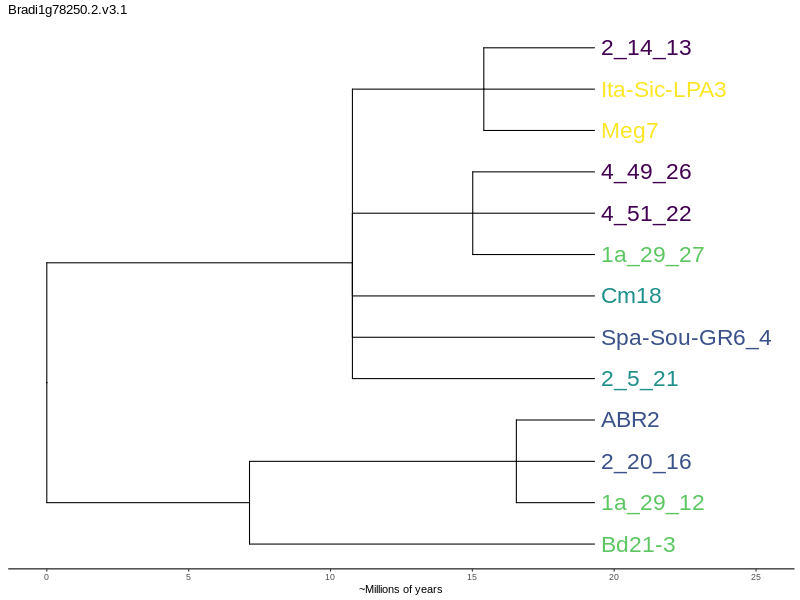 Bradi1g78250.2.v3.1
2_14_13
Ita-Sic-LPA3
Meg7
4_49_26
4_51_22
1a_29_27
Cm18
Spa-Sou-GR6_4
2_5_21
ABR2
2_20_16
1a_29_12
Bd21-3
0 5 10 15 20 25
~Millions of years